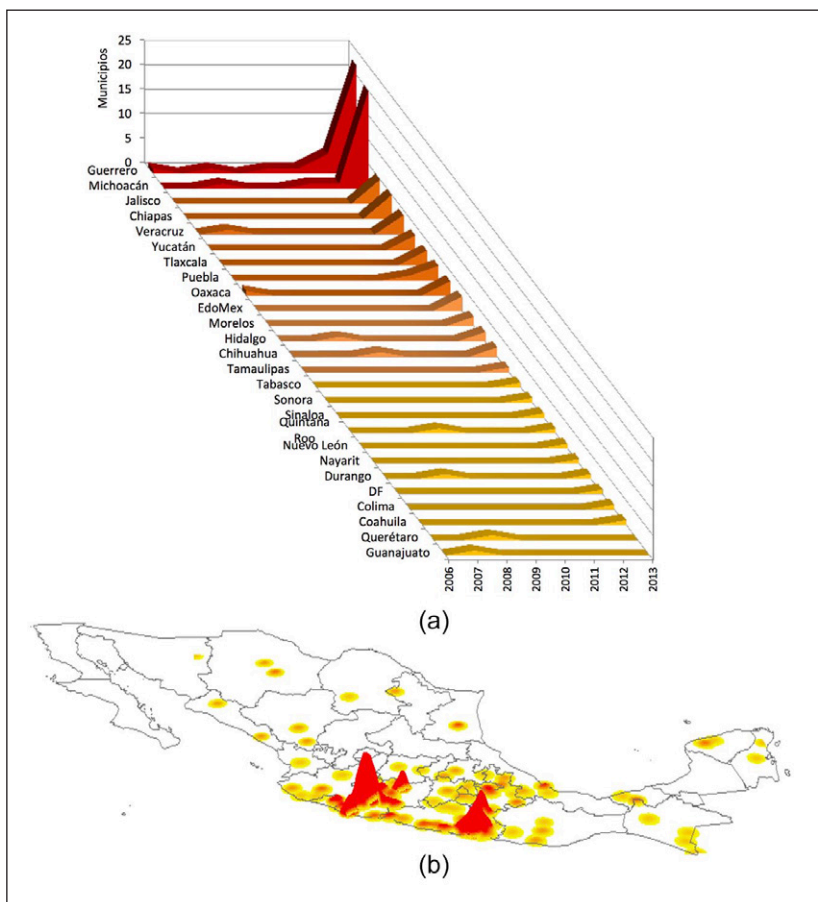 25
20
15
10
5
0
Municipios
Guerrero
Michoacán
Jalisco
Chiapas
Veracruz
Yucatán
Tlaxcala
Puebla
Oaxaca
EdoMex
Morelos
Hidalgo
Chihuahua
Tamaulipas
Tabasco
Sonora
Sinaloa
Quintana
Roo
Nuevo León
Nayarit
Durango
DF
Colima
Coahuila
Querétaro
Guanajuato
2006
2007
2008
2009
2010
2011
2012
2013
(a)
(b)